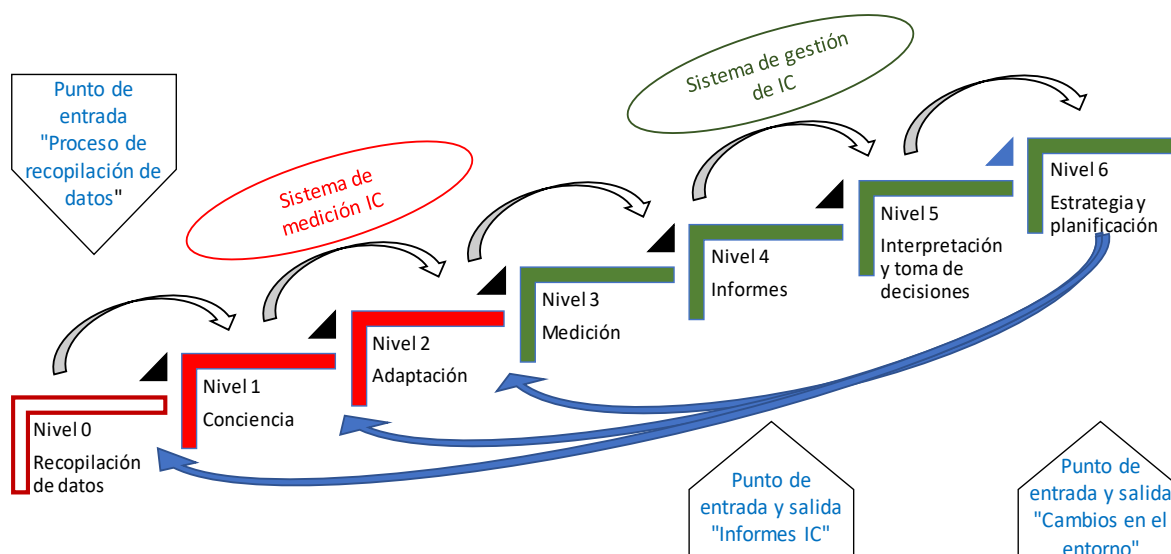 Punto de
entrada
"Proceso de
recopilación de
datos"
Sistema de
medición IC
Sistema de gestión
de IC
Nivel 0
Recopilación
de datos
Nivel 1
Conciencia
Nivel 2
Adaptación
Nivel 3
Medición
Nivel 4
Informes
Nivel 5
Interpretación
y toma de
decisiones
Nivel 6
Estrategia y
planificación
Punto de
entrada y salida
"Informes IC"
Punto de
entrada y salida
"Cambios en el
entorno"